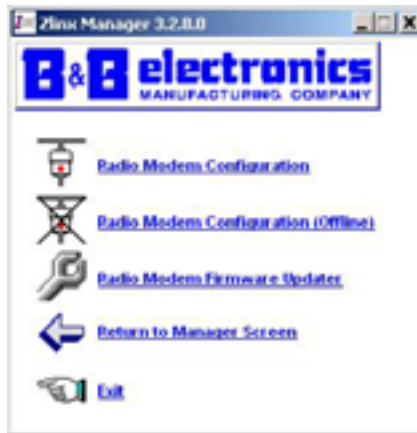 Zlinx Manager 3.2.8.0
B&B electronics
MANUFACTURING COMPANY
Radio Modem Configuration
Radio Modem Configuration (Offline)
Radio Modem Firmware Updater
Return to Manager Screen
Exit